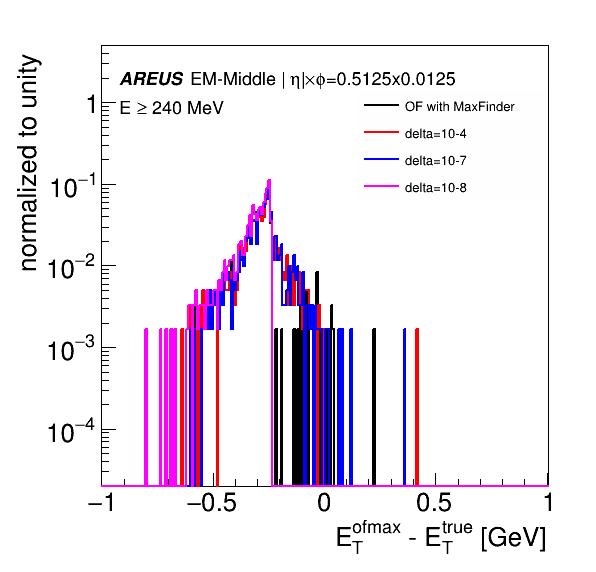 AREUS EM-Middle | η|×ϕ=0.5125x0.0125
E ≥ 240 MeV
OF with MaxFinder
delta=10-4
delta=10-7
delta=10-8
normalized to unity
1
10⁻¹
10⁻²
10⁻³
10⁻⁴
−1 −0.5 0 0.5 1
E_T^ofmax - E_T^true [GeV]